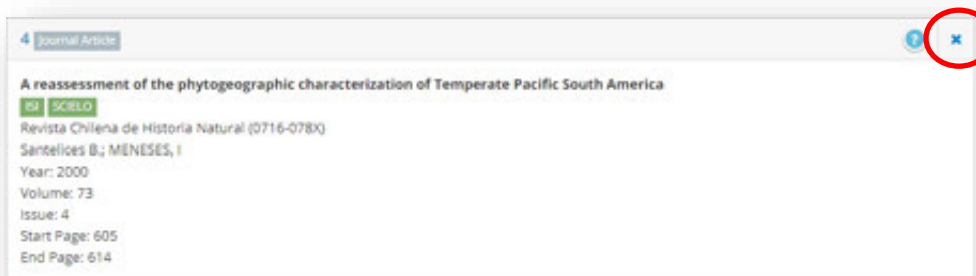 4 Journal Article ? ×
A reassessment of the phytogeographic characterization of Temperate Pacific South America
ISI SCIELO
Revista Chilena de Historia Natural (0716-078X)
Santelices B.; MENESES, I
Year: 2000
Volume: 73
Issue: 4
Start Page: 605
End Page: 614